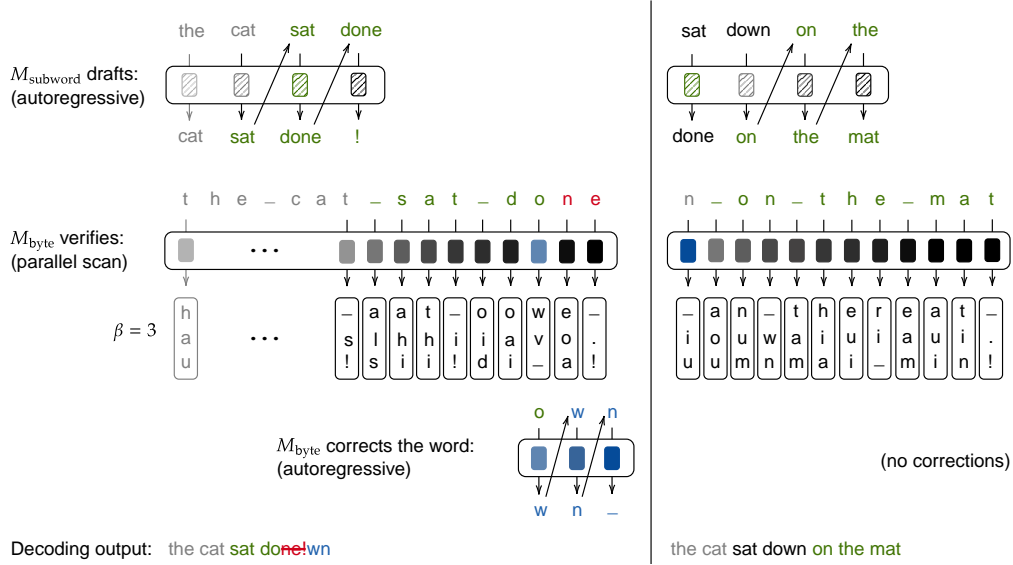 the cat sat done
M_subword drafts:
(autoregressive)
cat sat done !
t h e _ c a t _ s a t _ d o n e
M_byte verifies:
(parallel scan)
...
β = 3
h _ a a t _ o o w e _
a ... s l h h i i a v o .
u ! s i i ! d i _ a !
M_byte corrects the word:
(autoregressive)
o w n
w n _
Decoding output: the cat sat done!wn
sat down on the
done on the mat
n _ o n _ t h e _ m a t
_ a n _ t h e r e a t _
i o u w a i u i a u i .
u u m n m a i _ m i n !
(no corrections)
the cat sat down on the mat